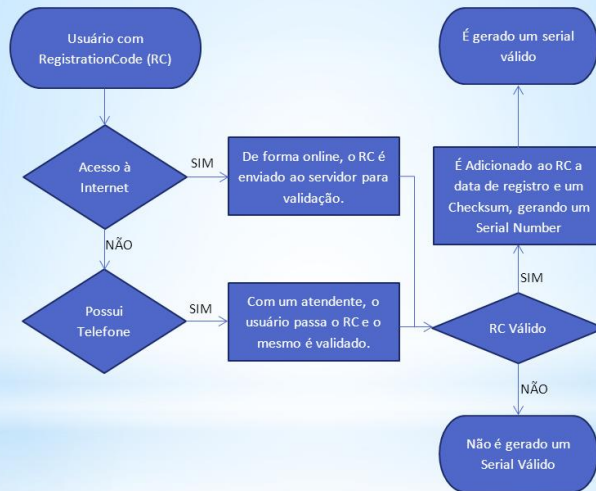 Usuário com
RegistrationCode (RC)
Acesso à
Internet
SIM
De forma online, o RC é
enviado ao servidor para
validação.
NÃO
Possui
Telefone
SIM
Com um atendente, o
usuário passa o RC e o
mesmo é validado.
RC Válido
SIM
É Adicionado ao RC a
data de registro e um
Checksum, gerando um
Serial Number
É gerado um serial
válido
NÃO
Não é gerado um
Serial Válido